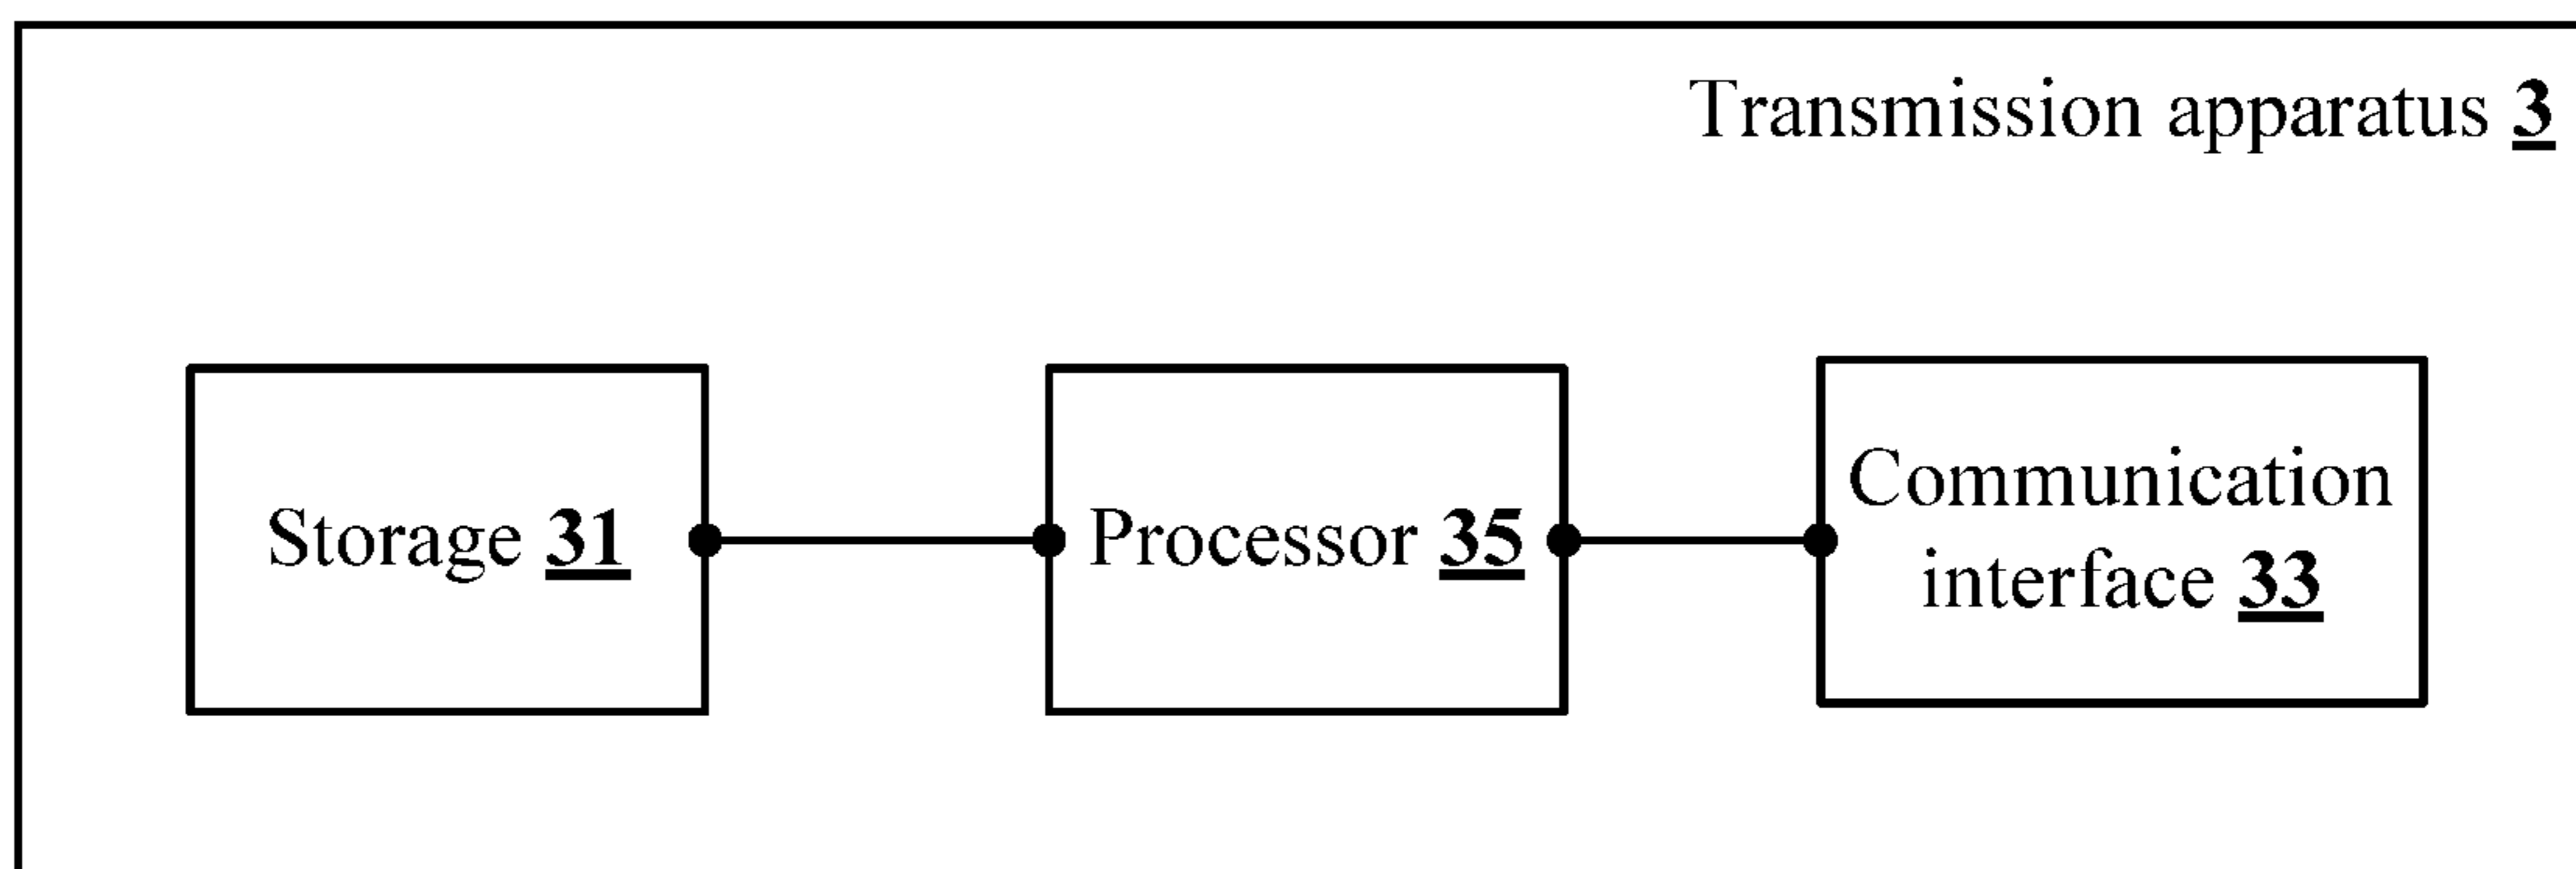 Transmission apparatus 3
Storage 31
Processor 35
Communication
interface 33